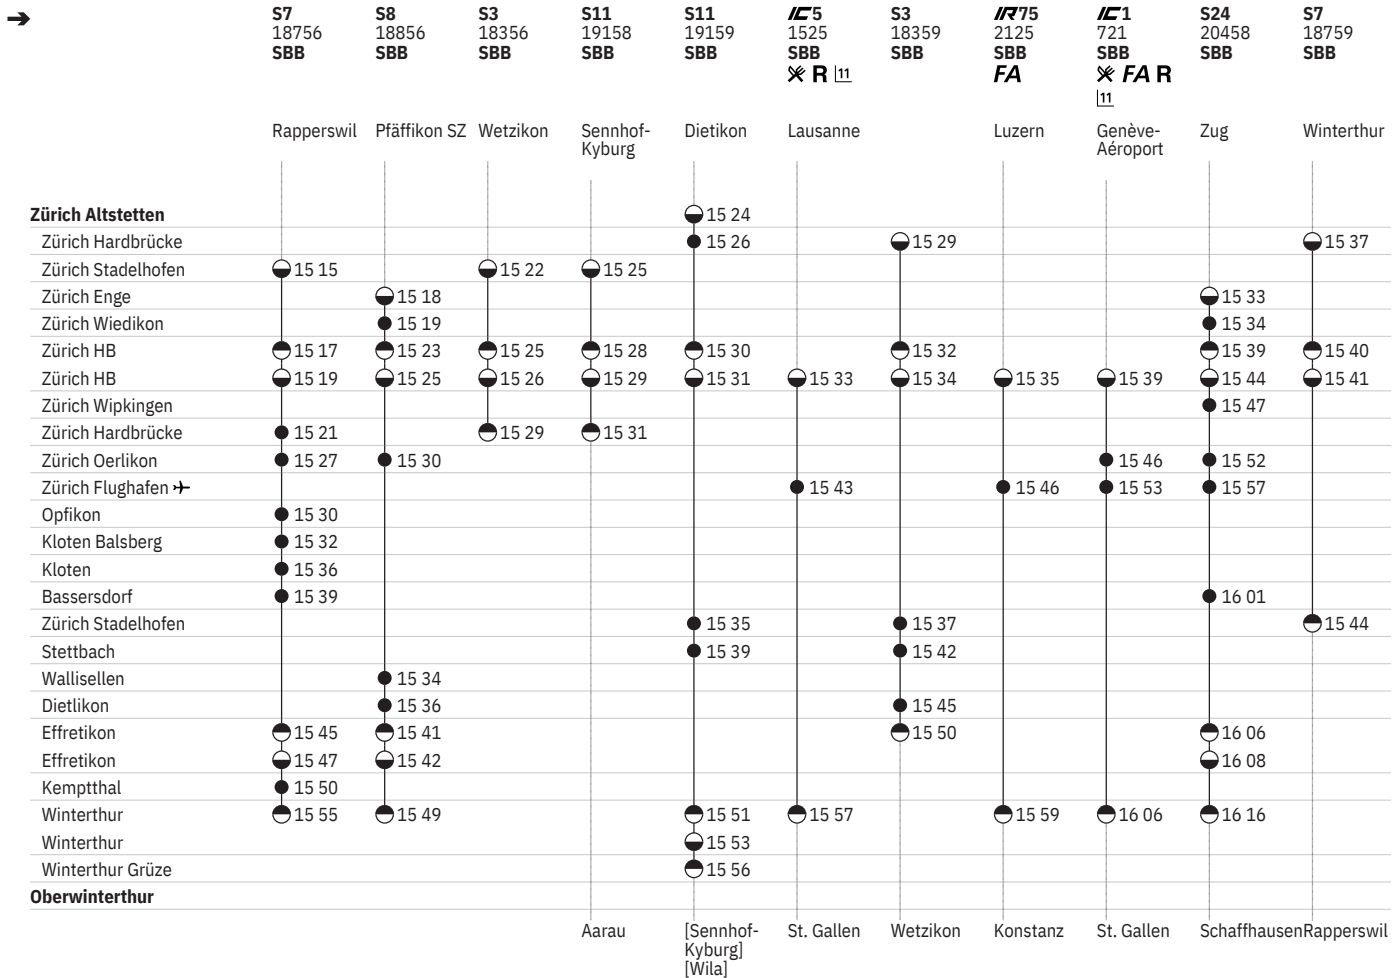 ➔ S7 S8 S3 S11 S11 IC5 S3 IR75 IC1 S24 S7
18756 18856 18356 19158 19159 1525 18359 2125 721 20458 18759
SBB SBB SBB SBB SBB SBB SBB SBB SBB SBB SBB
R 11 FA FA R
11
Rapperswil Pfäffikon SZ Wetzikon Sennhof- Dietikon Lausanne Luzern Genève- Zug Winterthur
Kyburg Aéroport
Zürich Altstetten 15 24
Zürich Hardbrücke 15 26 15 29 15 37
Zürich Stadelhofen 15 15 15 22 15 25
Zürich Enge 15 18 15 33
Zürich Wiedikon 15 19 15 34
Zürich HB 15 17 15 23 15 25 15 28 15 30 15 32 15 39 15 40
Zürich HB 15 19 15 25 15 26 15 29 15 31 15 33 15 34 15 35 15 39 15 44 15 41
Zürich Wipkingen 15 47
Zürich Hardbrücke 15 21 15 29 15 31
Zürich Oerlikon 15 27 15 30 15 46 15 52
Zürich Flughafen 15 43 15 46 15 53 15 57
Opfikon 15 30
Kloten Balsberg 15 32
Kloten 15 36
Bassersdorf 15 39 16 01
Zürich Stadelhofen 15 35 15 37 15 44
Stettbach 15 39 15 42
Wallisellen 15 34
Dietlikon 15 36 15 45
Effretikon 15 45 15 41 15 50 16 06
Effretikon 15 47 15 42 16 08
Kemptthal 15 50
Winterthur 15 55 15 49 15 51 15 57 15 59 16 06 16 16
Winterthur 15 53
Winterthur Grüze 15 56
Oberwinterthur
Aarau [Sennhof- St. Gallen Wetzikon Konstanz St. Gallen Schaffhausen Rapperswil
Kyburg]
[Wila]